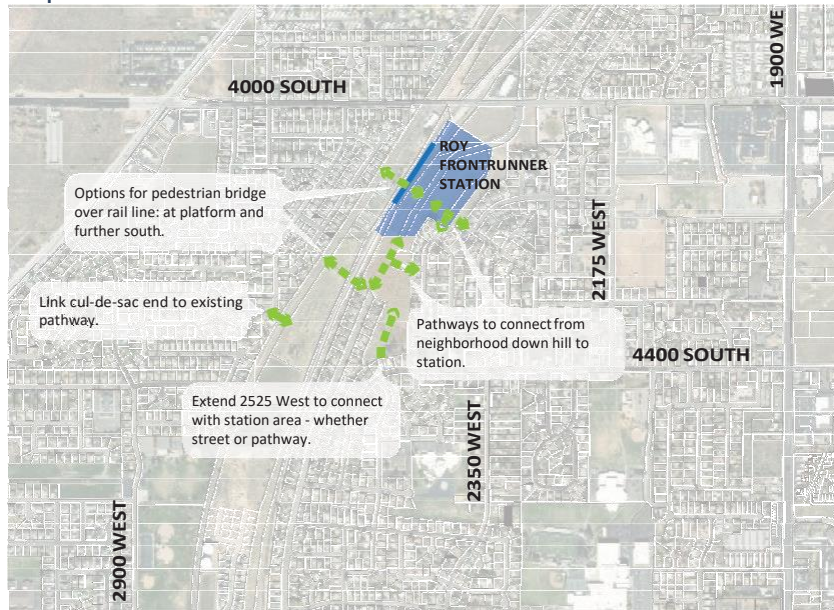 4000 SOUTH
1900 WE
ROY
FRONTRUNNER
STATION
Options for pedestrian bridge
over rail line: at platform and
further south.
2175 WEST
Link cul-de-sac end to existing
pathway.
Pathways to connect from
neighborhood down hill to
station.
4400 SOUTH
Extend 2525 West to connect
with station area - whether
street or pathway.
2350 WEST
2900 WEST